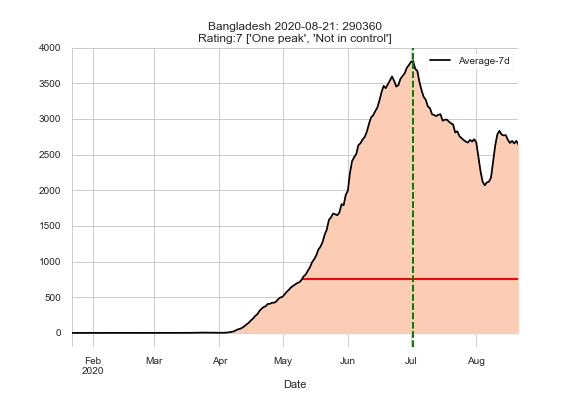 Bangladesh 2020-08-21: 290360
Rating:7 ['One peak', 'Not in control']
Average-7d
4000
3500
3000
2500
2000
1500
1000
500
0
Feb
2020
Mar
Apr
May
Jun
Jul
Aug
Date